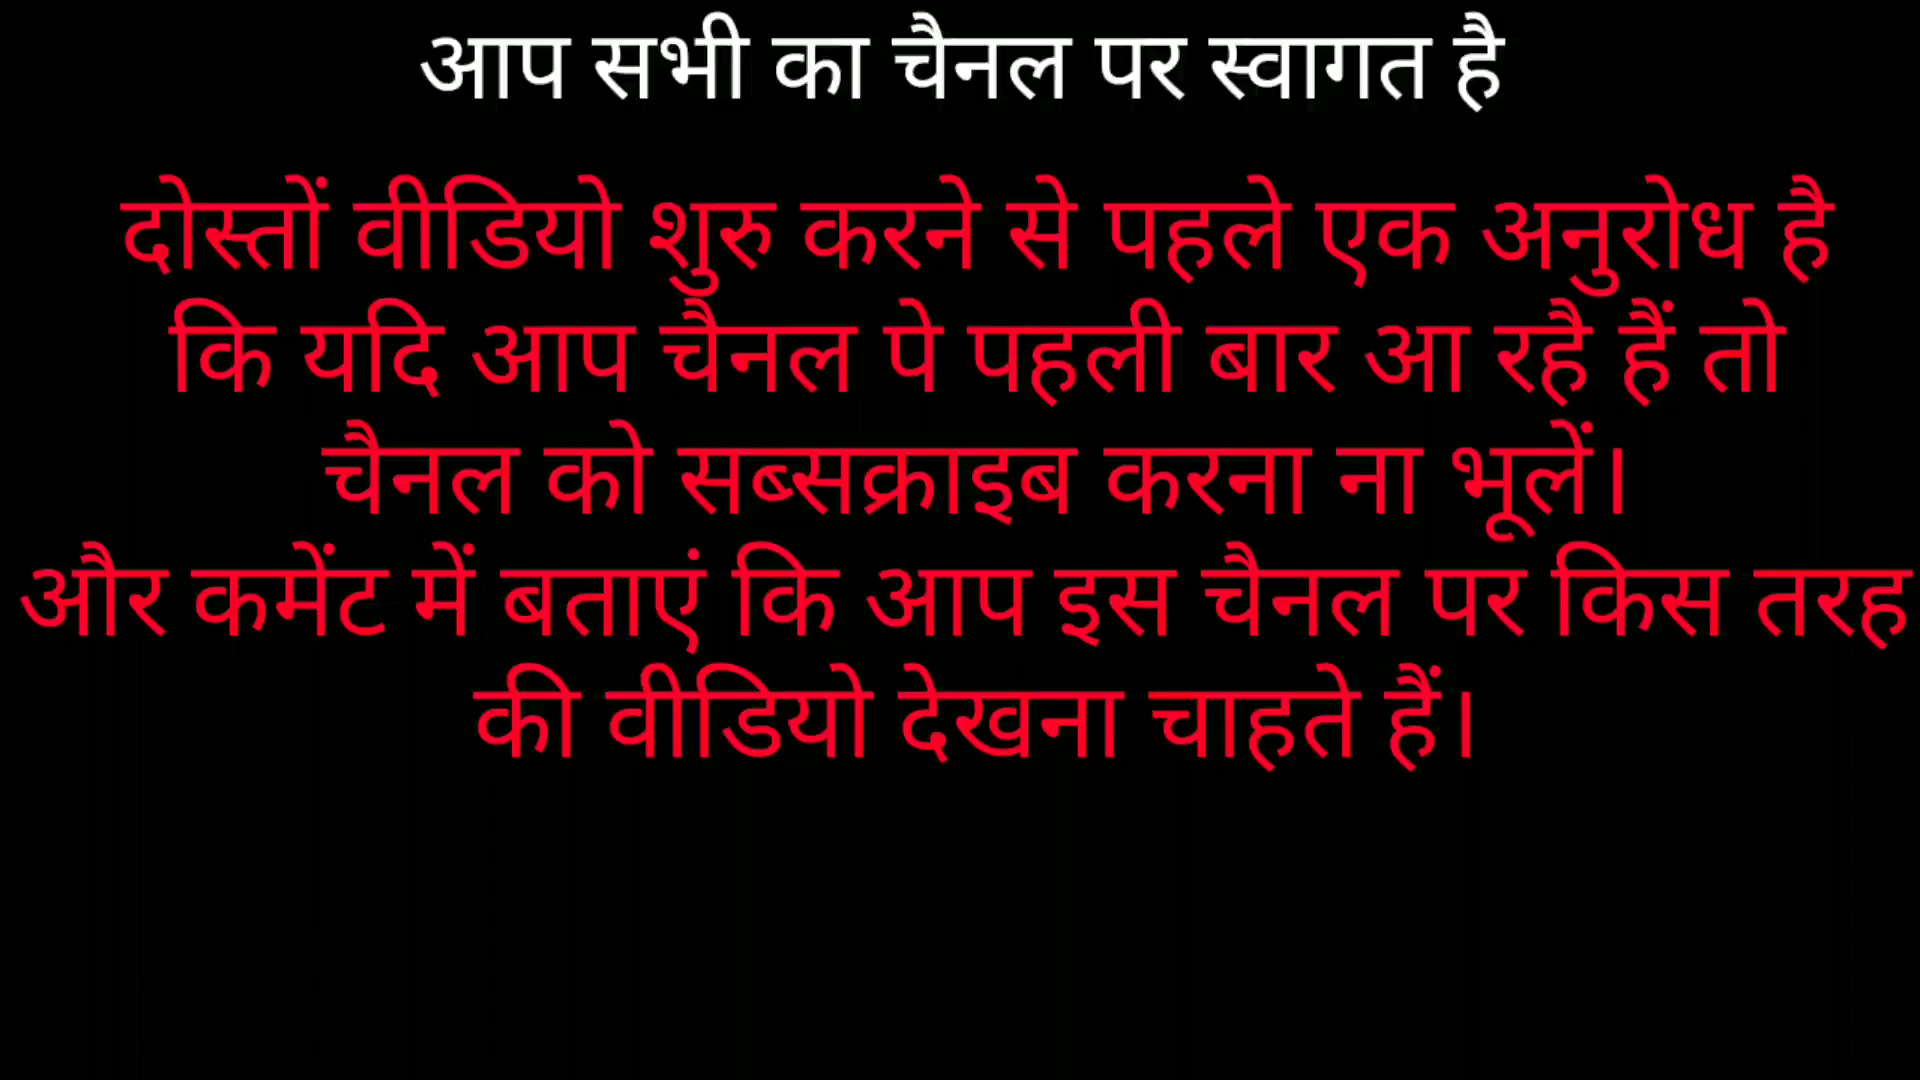 आप सभी का चैनल पर स्वागत है
दोस्तों वीडियो शुरु करने से पहले एक अनुरोध है
कि यदि आप चैनल पे पहली बार आ रहै हैं तो
चैनल को सब्सक्राइब करना ना भूलें।
और कमेंट में बताएं कि आप इस चैनल पर किस तरह
की वीडियो देखना चाहते हैं।